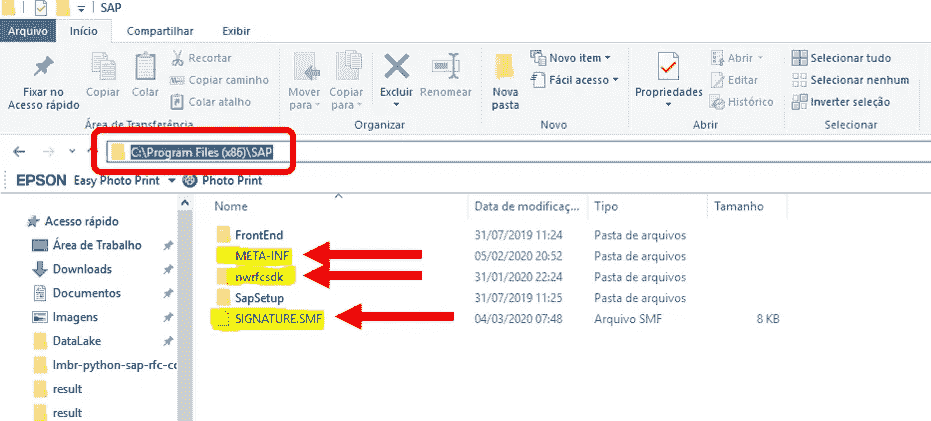 SAP
Arquivo Início Compartilhar Exibir
Fixar no Acesso rápido
Copiar
Colar
Recortar
Copiar caminho
Colar atalho
Área de Transferência
Mover para
Copiar para
Excluir
Renomear
Organizar
Nova pasta
Novo item
Fácil acesso
Novo
Propriedades
Abrir
Editar
Histórico
Abrir
Selecionar tudo
Selecionar nenhum
Inverter seleção
Selecionar
C:\Program Files (x86)\SAP
EPSON Easy Photo Print Photo Print
Acesso rápido
Área de Trabalho
Downloads
Documentos
Imagens
DataLake
lmbr-python-sap-rfc-cc
result
result
Nome Data de modificaç... Tipo Tamanho
FrontEnd 31/07/2019 11:24 Pasta de arquivos
META-INF 05/02/2020 20:52 Pasta de arquivos
nwrfcsdk 31/01/2020 22:24 Pasta de arquivos
SapSetup 31/07/2019 11:25 Pasta de arquivos
SIGNATURE.SMF 04/03/2020 07:48 Arquivo SMF 8 KB